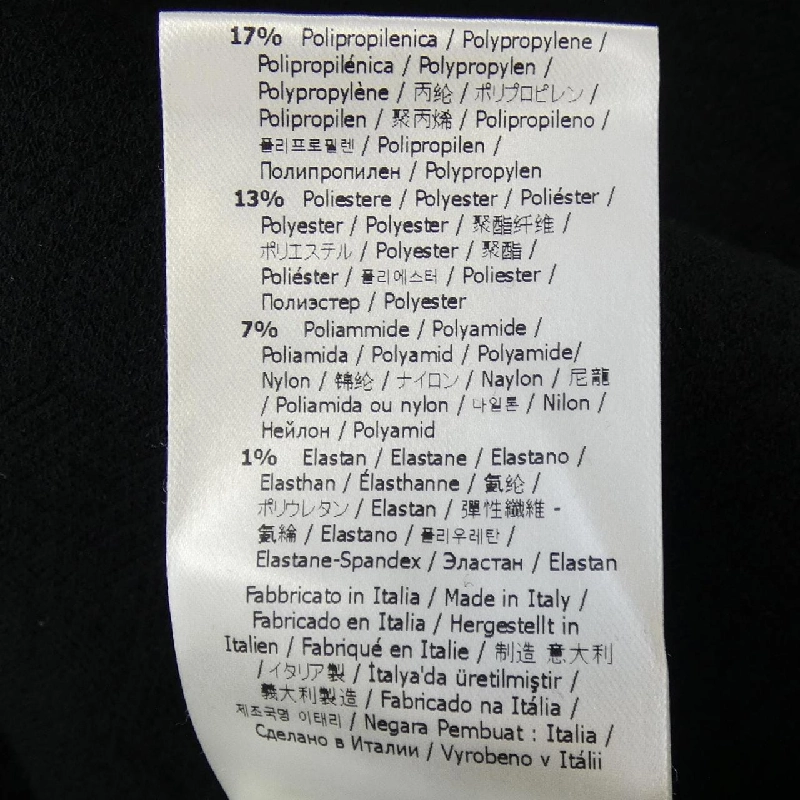 17% Polipropilenica / Polypropylene /
Polipropilénica / Polypropylen /
Polypropylène / 丙纶 / ポリプロピレン /
Polipropilen / 聚丙烯 / Polipropileno /
폴리프로필렌 / Polipropilen /
Полипропилен / Polypropylen
13% Poliestere / Polyester / Poliéster /
Polyester / Polyester / 聚酯纤维 /
ポリエステル / Polyester / 聚酯 /
Poliéster / 폴리에스터 / Poliester /
Полиэстер / Polyester
7% Poliammide / Polyamide /
Poliamida / Polyamid / Polyamide/
Nylon / 锦纶 / ナイロン / Naylon / 尼龍
/ Poliamida ou nylon / 나일론 / Nilon /
Нейлон / Polyamid
1% Elastan / Elastane / Elastano /
Elasthan / Élasthanne / 氨纶 /
ポリウレタン / Elastan / 彈性纖維 -
氨綸 / Elastano / 폴리우레탄 /
Elastane-Spandex / Эластан / Elastan
Fabbricato in Italia / Made in Italy /
Fabricado en Italia / Hergestellt in
Italien / Fabriqué en Italie / 制造 意大利
/ イタリア製 / İtalya'da üretilmiştir /
義大利製造 / Fabricado na Itália /
제조국명 이태리 / Negara Pembuat : Italia /
Сделано в Италии / Vyrobeno v Itálii